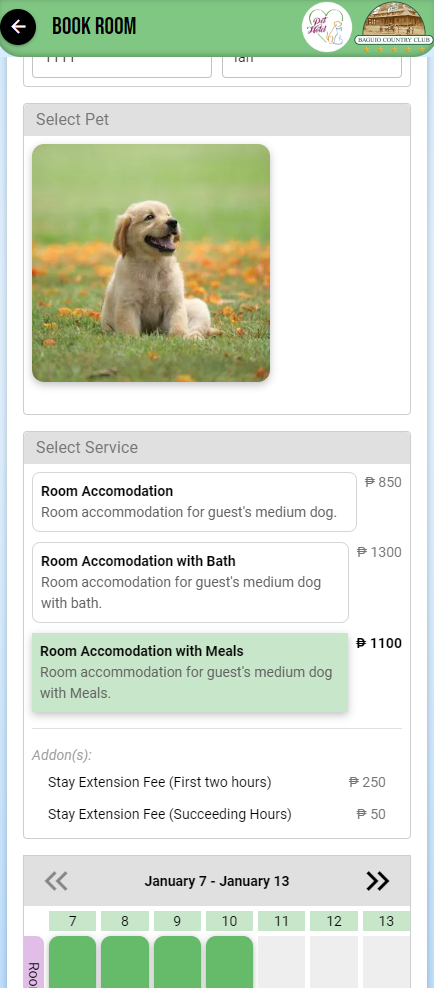 BOOK ROOM
Pet Hotel
BAGUIO COUNTRY CLUB
Select Pet
Select Service
Room Accomodation ₱ 850
Room accommodation for guest's medium dog.
Room Accomodation with Bath ₱ 1300
Room accomodation for guest's medium dog
with bath.
Room Accomodation with Meals ₱ 1100
Room accommodation for guest's medium dog
with Meals.
Addon(s):
Stay Extension Fee (First two hours) ₱ 250
Stay Extension Fee (Succeeding Hours) ₱ 50
January 7 - January 13
7 8 9 10 11 12 13